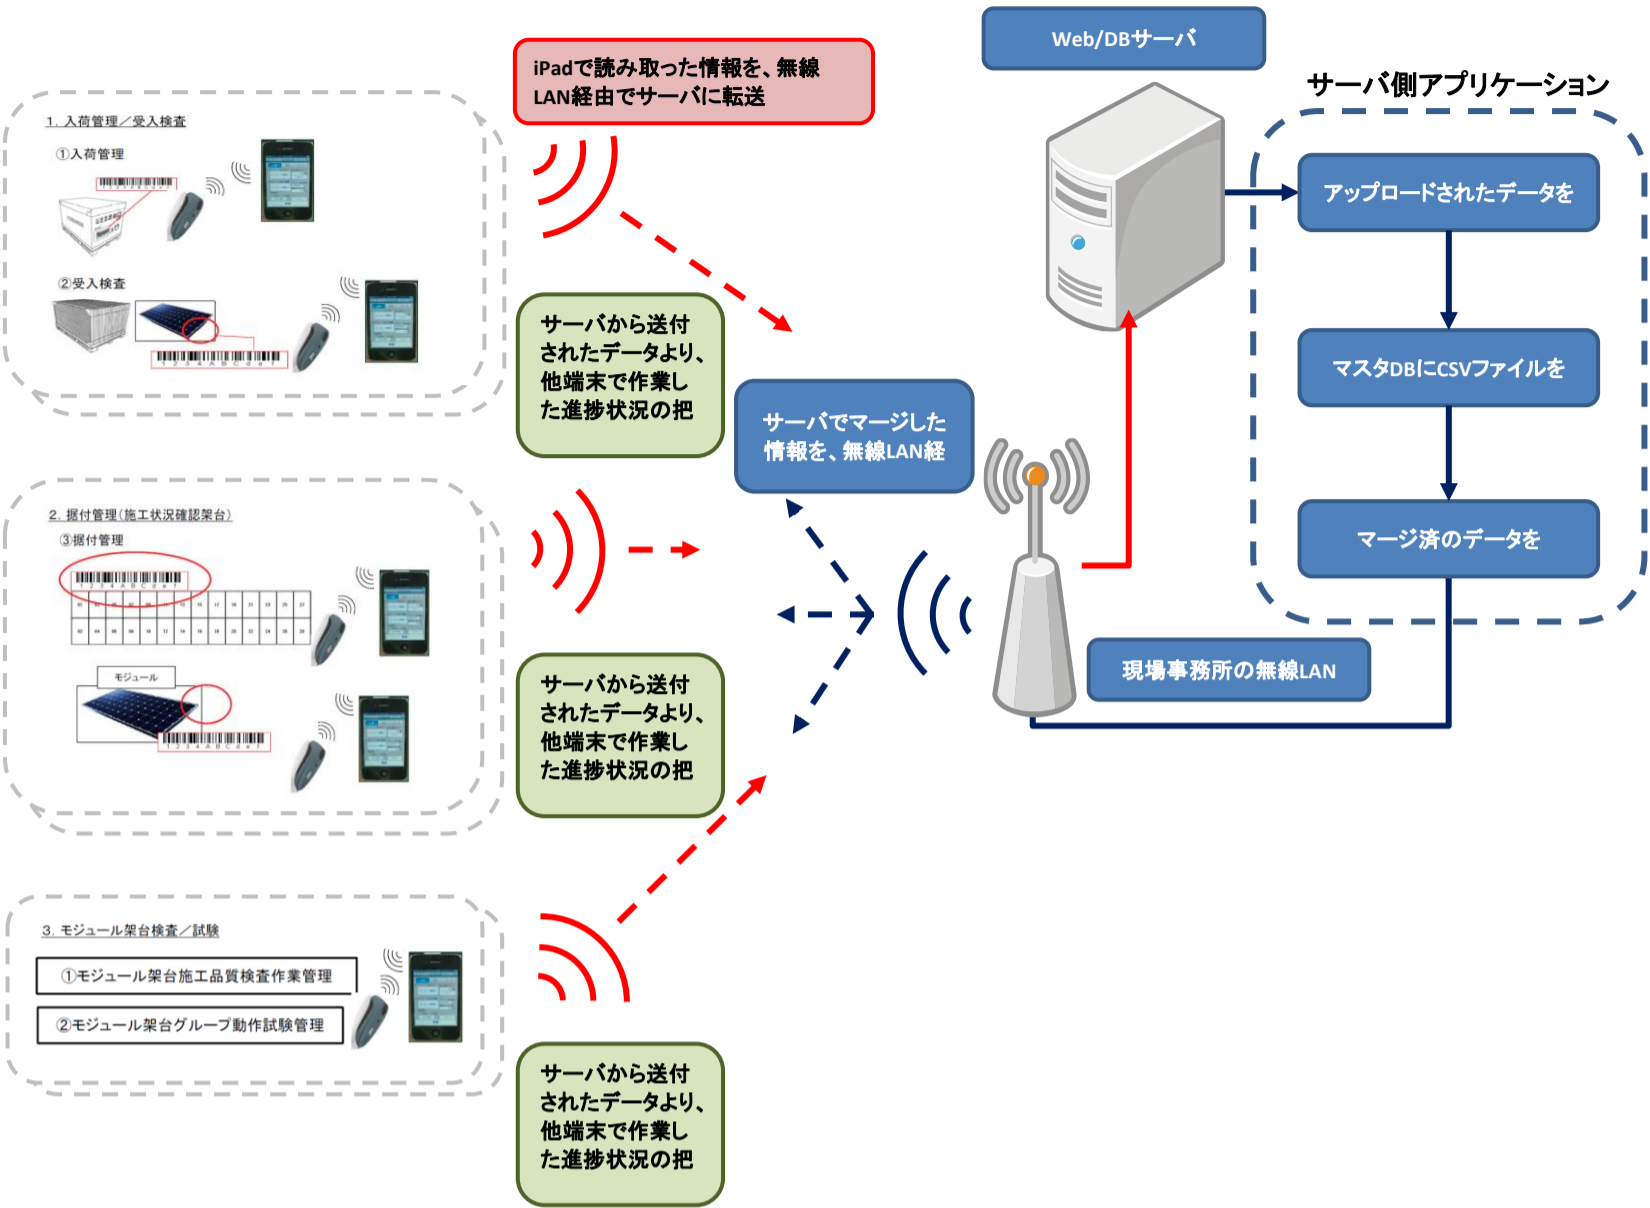 Web/DBサーバ
iPadで読み取った情報を、無線
LAN経由でサーバに転送
サーバ側アプリケーション
1. 入荷管理／受入検査
①入荷管理
②受入検査
1 2 3 4 A B C d e f
アップロードされたデータを
サーバから送付
されたデータより、
他端末で作業し
た進捗状況の把
マスタDBにCSVファイルを
サーバでマージした
情報を、無線LAN経
2. 据付管理(施工状況確認架台)
③据付管理
1 2 3 4 A B C d e f
マージ済のデータを
モジュール
1 2 3 4 A B C d e f
サーバから送付
されたデータより、
他端末で作業し
た進捗状況の把
現場事務所の無線LAN
3. モジュール架台検査／試験
①モジュール架台施工品質検査作業管理
②モジュール架台グループ動作試験管理
サーバから送付
されたデータより、
他端末で作業し
た進捗状況の把